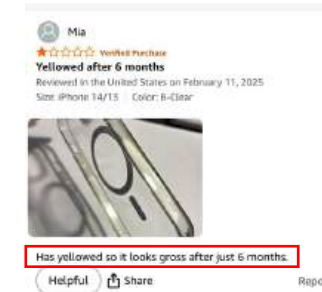 Mia
Verified Purchase
Yellowed after 6 months
Reviewed in the United States on February 11, 2025
Size: iPhone 14/13 Color: B-Clear
Has yellowed so it looks gross after just 6 months.
Helpful Share Repo